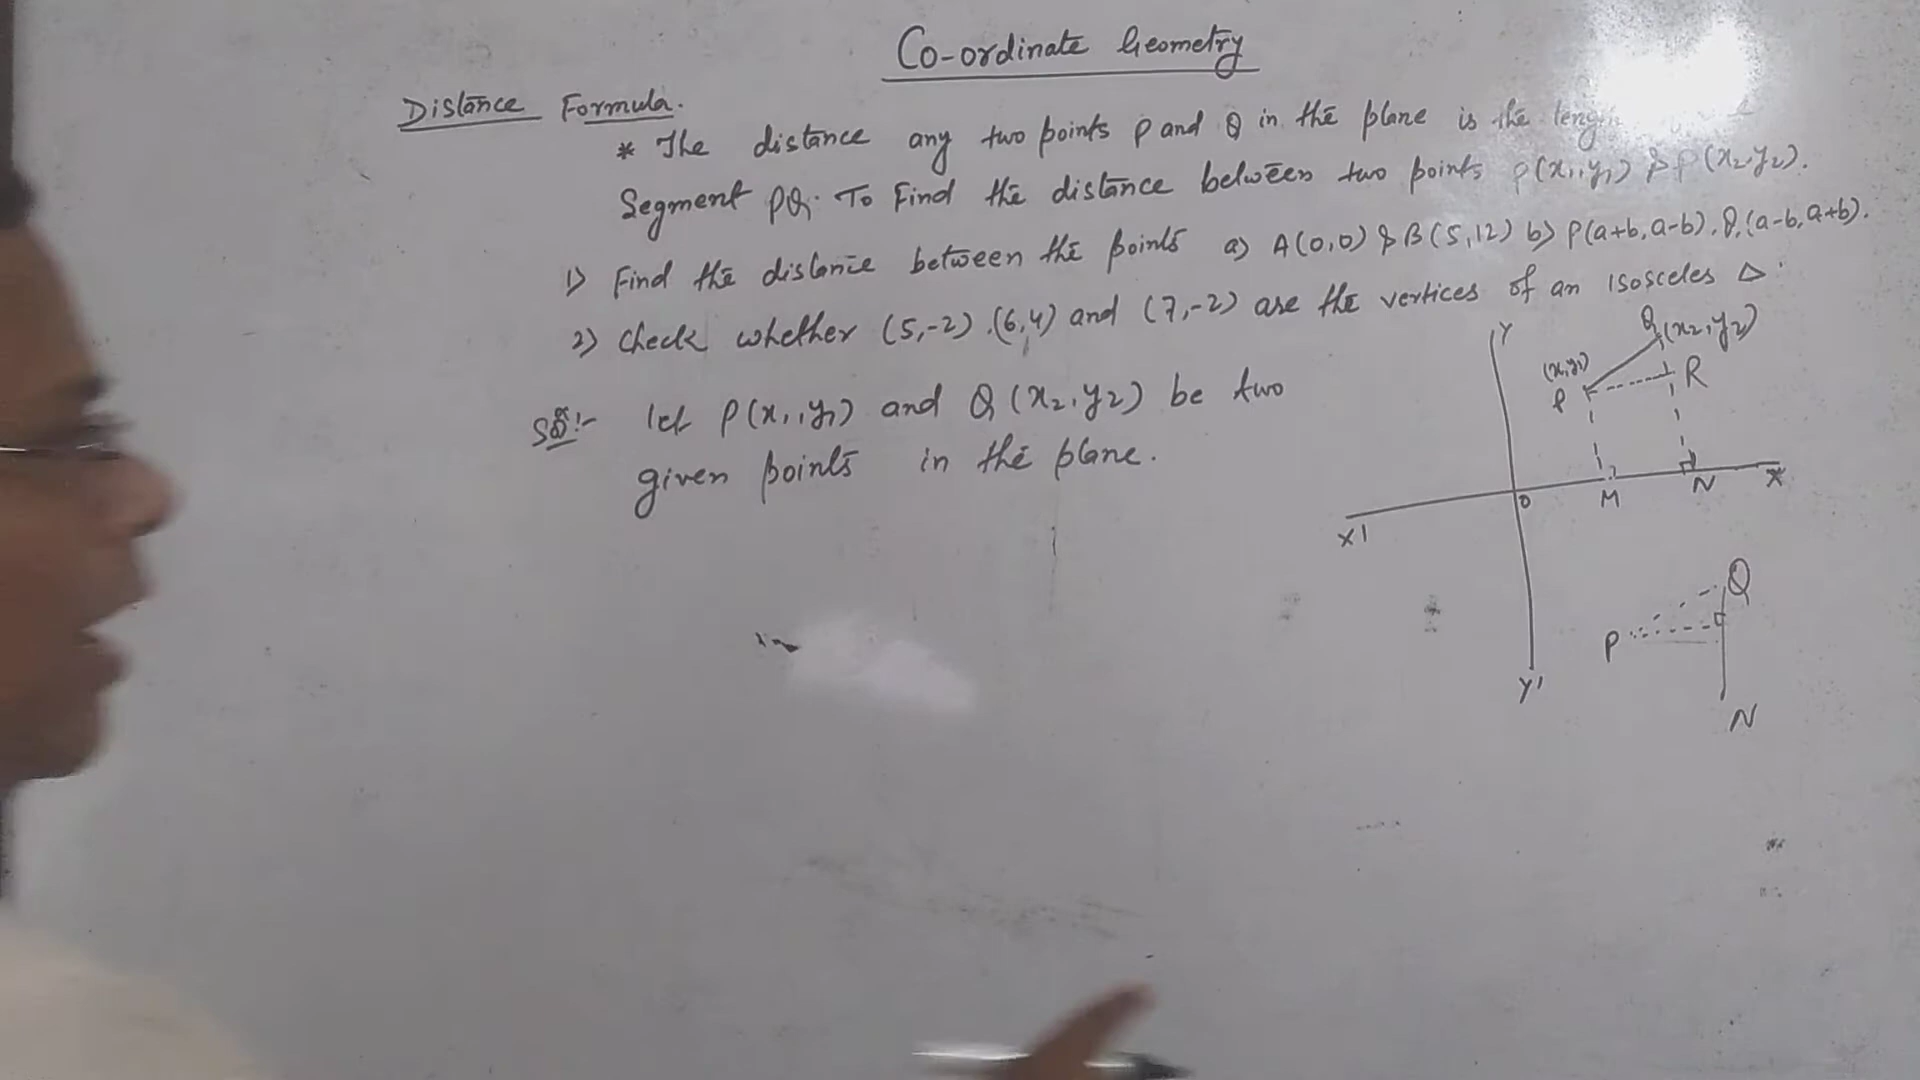 Co-ordinate Geometry
Distance Formula.
* The distance any two points P and Q in the plane is the
Segment PQ. To Find the distance between two points P(x1,y1) & P(x2,y2).
1) Find the distance between the points a) A(0,0) & B(5,12) b) P(a+b,a-b), Q,(a-b,a+b).
2) Check whether (5,-2) ,(6,4) and (7,-2) are the vertices of an isosceles Δ.
Sol:- let P(x1,y1) and Q(x2,y2) be two
given points in the plane.
Y
Q(x2,y2)
(x,y1)
P
R
O
M
N
X
X1
Y'
Q
P
N